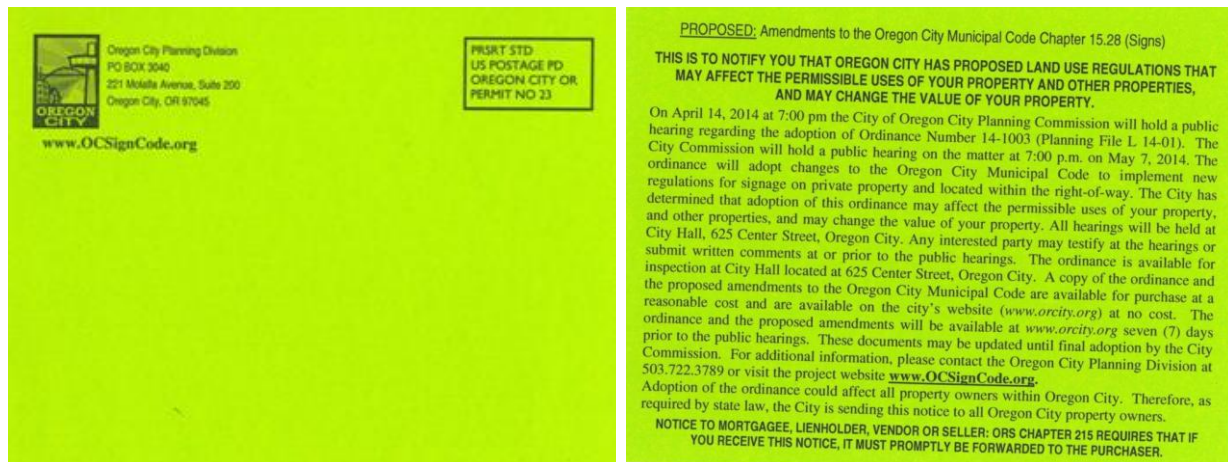 Oregon City Planning Division
PO BOX 3040
221 Molalla Avenue, Suite 200
Oregon City, OR 97045
OREGON
CITY
www.OCSignCode.org
PRSRT STD
US POSTAGE PD
OREGON CITY OR
PERMIT NO 23
PROPOSED: Amendments to the Oregon City Municipal Code Chapter 15.28 (Signs)
THIS IS TO NOTIFY YOU THAT OREGON CITY HAS PROPOSED LAND USE REGULATIONS THAT
MAY AFFECT THE PERMISSIBLE USES OF YOUR PROPERTY AND OTHER PROPERTIES,
AND MAY CHANGE THE VALUE OF YOUR PROPERTY.
On April 14, 2014 at 7:00 pm the City of Oregon City Planning Commission will hold a public
hearing regarding the adoption of Ordinance Number 14-1003 (Planning File L 14-01). The
City Commission will hold a public hearing on the matter at 7:00 p.m. on May 7, 2014. The
ordinance will adopt changes to the Oregon City Municipal Code to implement new
regulations for signage on private property and located within the right-of-way. The City has
determined that adoption of this ordinance may affect the permissible uses of your property,
and other properties, and may change the value of your property. All hearings will be held at
City Hall, 625 Center Street, Oregon City. Any interested party may testify at the hearings or
submit written comments at or prior to the public hearings. The ordinance is available for
inspection at City Hall located at 625 Center Street, Oregon City. A copy of the ordinance and
the proposed amendments to the Oregon City Municipal Code are available for purchase at a
reasonable cost and are available on the city's website (www.orcity.org) at no cost. The
ordinance and the proposed amendments will be available at www.orcity.org seven (7) days
prior to the public hearings. These documents may be updated until final adoption by the City
Commission. For additional information, please contact the Oregon City Planning Division at
503.722.3789 or visit the project website www.OCSignCode.org.
Adoption of the ordinance could affect all property owners within Oregon City. Therefore, as
required by state law, the City is sending this notice to all Oregon City property owners.
NOTICE TO MORTGAGEE, LIENHOLDER, VENDOR OR SELLER: ORS CHAPTER 215 REQUIRES THAT IF
YOU RECEIVE THIS NOTICE, IT MUST PROMPTLY BE FORWARDED TO THE PURCHASER.